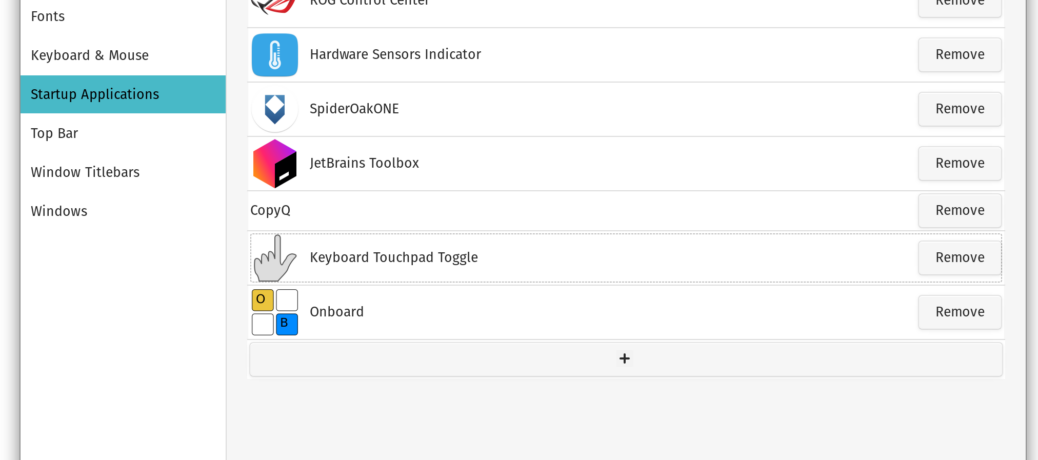 Fonts
Keyboard & Mouse
Startup Applications
Top Bar
Window Titlebars
Windows
ROG Control Center Remove
Hardware Sensors Indicator Remove
SpiderOakONE Remove
JetBrains Toolbox Remove
CopyQ Remove
Keyboard Touchpad Toggle Remove
O B Onboard Remove
+